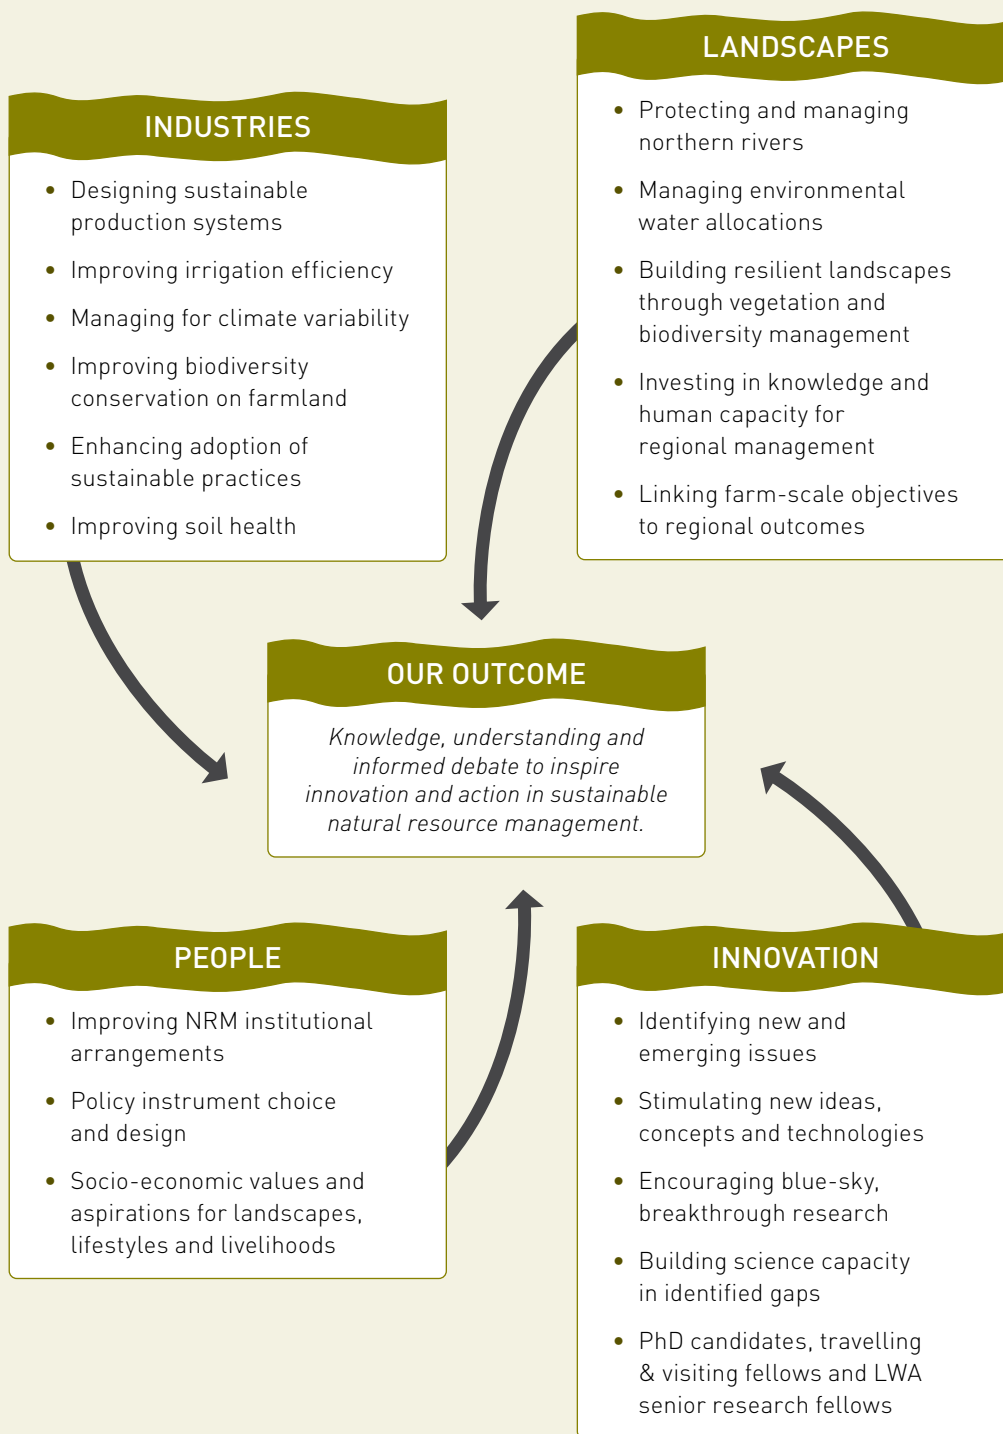 INDUSTRIES
• Designing sustainable
production systems
• Improving irrigation efficiency
• Managing for climate variability
• Improving biodiversity
conservation on farmland
• Enhancing adoption of
sustainable practices
• Improving soil health
LANDSCAPES
• Protecting and managing
northern rivers
• Managing environmental
water allocations
• Building resilient landscapes
through vegetation and
biodiversity management
• Investing in knowledge and
human capacity for
regional management
• Linking farm-scale objectives
to regional outcomes
OUR OUTCOME
Knowledge, understanding and
informed debate to inspire
innovation and action in sustainable
natural resource management.
PEOPLE
• Improving NRM institutional
arrangements
• Policy instrument choice
and design
• Socio-economic values and
aspirations for landscapes,
lifestyles and livelihoods
INNOVATION
• Identifying new and
emerging issues
• Stimulating new ideas,
concepts and technologies
• Encouraging blue-sky,
breakthrough research
• Building science capacity
in identified gaps
• PhD candidates, travelling
& visiting fellows and LWA
senior research fellows